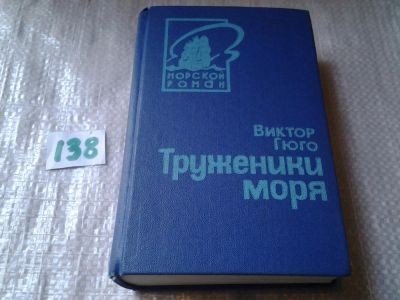 МОРСКОЙ
РОМАН
138
Виктор
Гюго
Труженики
моря